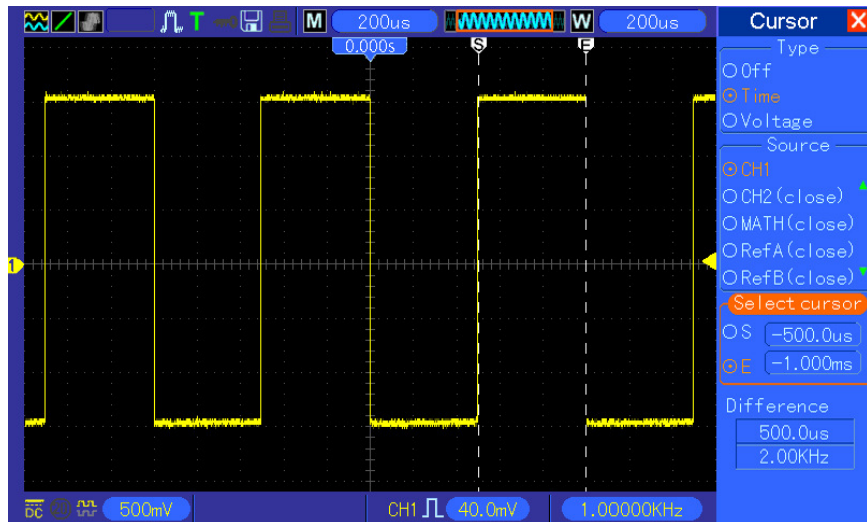 T M 200us W 200us
0.000s
S E
1
Cursor
Type
Off
Time
Voltage
Source
CH1
CH2(close)
MATH(close)
RefA(close)
RefB(close)
Select cursor
S -500.0us
E -1.000ms
Difference
500.0us
2.00KHz
DC 500mV CH1 40.0mV 1.00000KHz